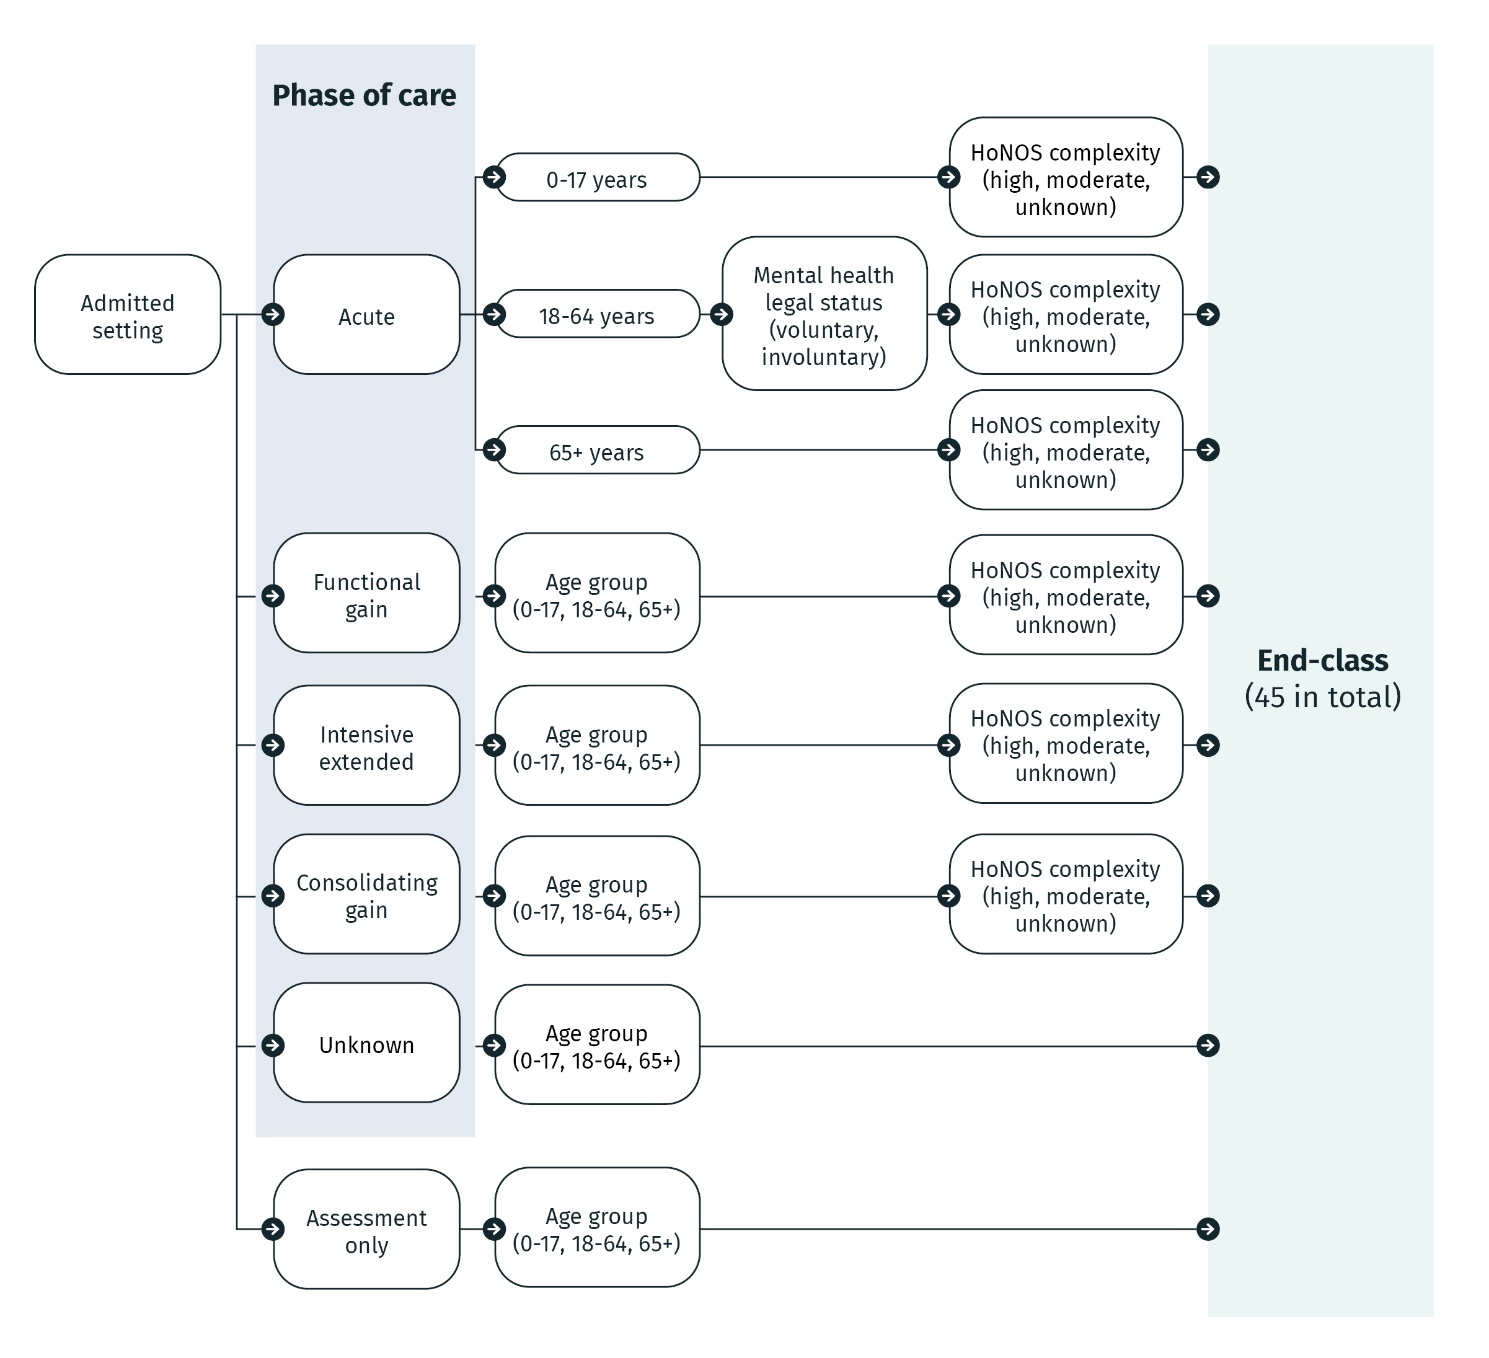 Phase of care
Admitted
setting
Acute
0-17 years
HoNOS complexity
(high, moderate,
unknown)
18-64 years
Mental health
legal status
(voluntary,
involuntary)
HoNOS complexity
(high, moderate,
unknown)
65+ years
HoNOS complexity
(high, moderate,
unknown)
Functional
gain
Age group
(0-17, 18-64, 65+)
HoNOS complexity
(high, moderate,
unknown)
Intensive
extended
Age group
(0-17, 18-64, 65+)
HoNOS complexity
(high, moderate,
unknown)
Consolidating
gain
Age group
(0-17, 18-64, 65+)
HoNOS complexity
(high, moderate,
unknown)
Unknown
Age group
(0-17, 18-64, 65+)
Assessment
only
Age group
(0-17, 18-64, 65+)
End-class
(45 in total)